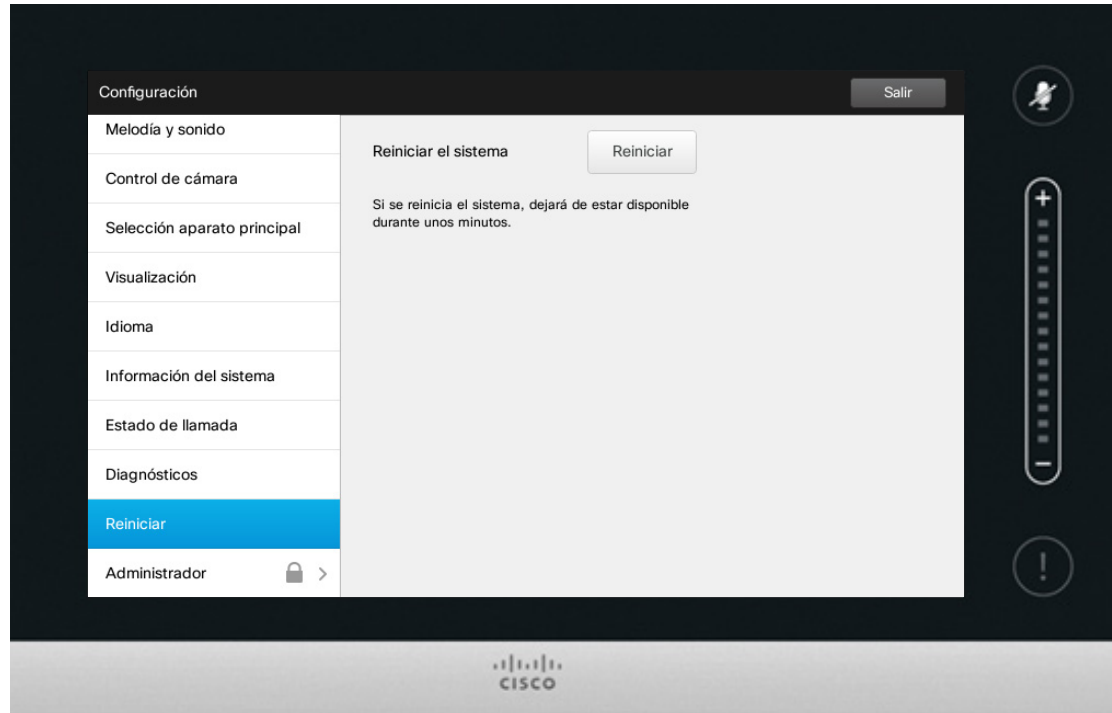 Configuración
Salir
Melodía y sonido
Control de cámara
Selección aparato principal
Visualización
Idioma
Información del sistema
Estado de llamada
Diagnósticos
Reiniciar
Administrador
Reiniciar el sistema
Reiniciar
Si se reinicia el sistema, dejará de estar disponible
durante unos minutos.
+
−
!
CISCO